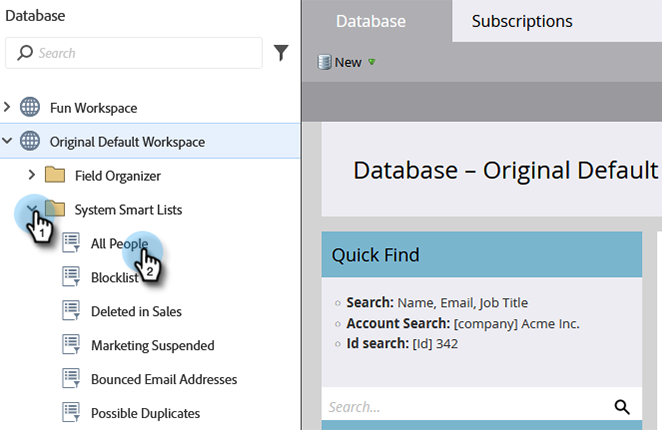 Database
Search
Fun Workspace
Original Default Workspace
Field Organizer
System Smart Lists
1
All People
2
Blocklist
Deleted in Sales
Marketing Suspended
Bounced Email Addresses
Possible Duplicates
Database
Subscriptions
New
Database – Original Default
Quick Find
Search: Name, Email, Job Title
Account Search: [company] Acme Inc.
Id search: [Id] 342
Search...